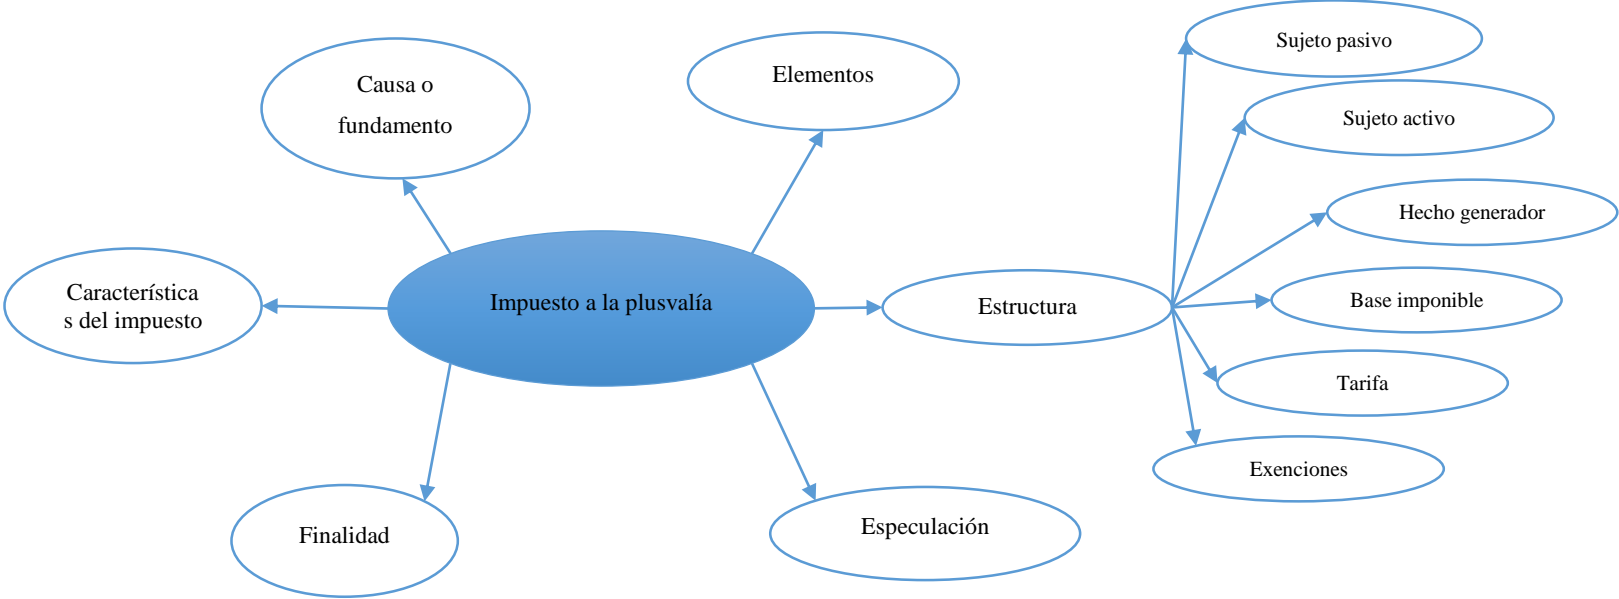 Sujeto pasivo
Causa o
fundamento
Elementos
Sujeto activo
Hecho generador
Característica
s del impuesto
Impuesto a la plusvalía
Estructura
Base imponible
Tarifa
Exenciones
Finalidad
Especulación